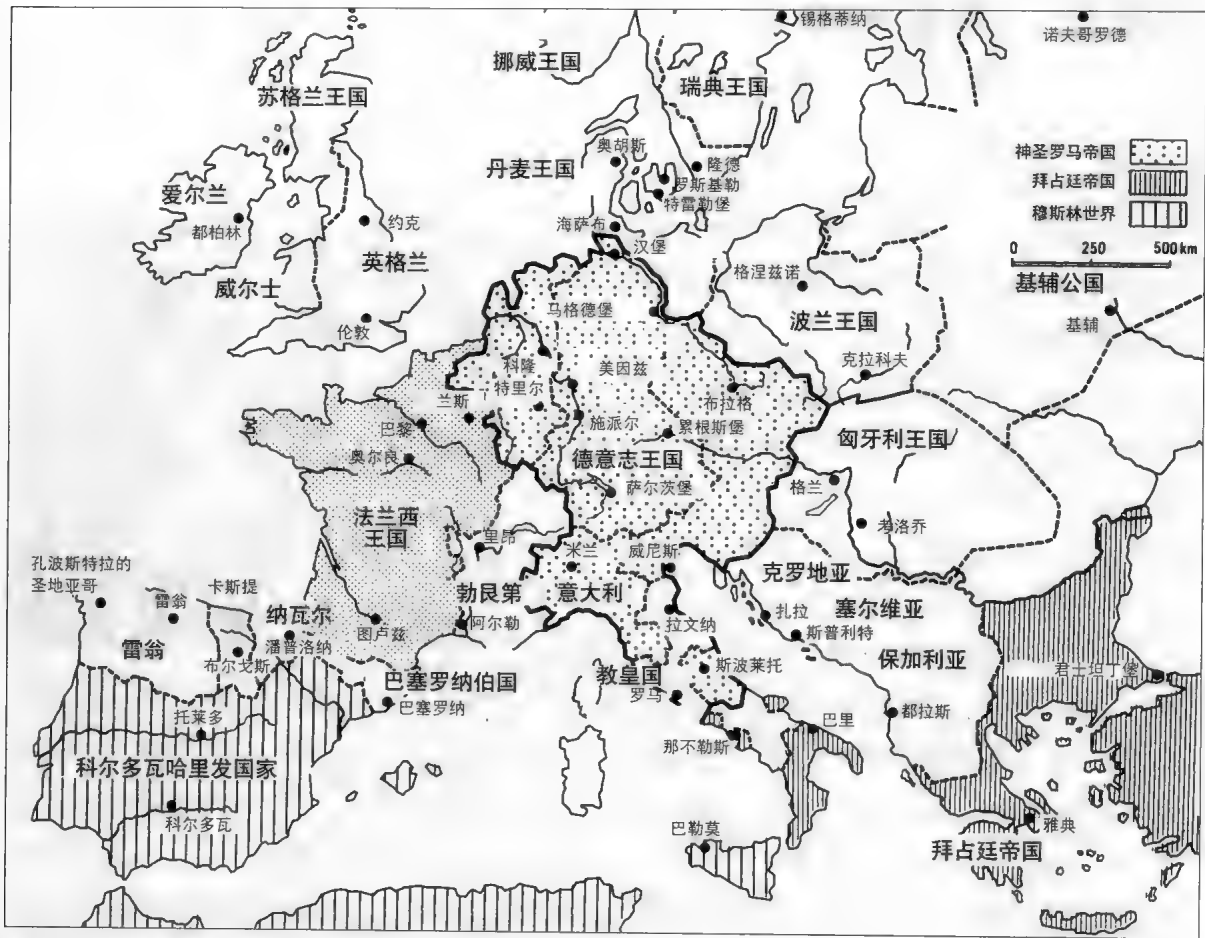 锡格蒂纳
诺夫哥罗德
挪威王国
瑞典王国
苏格兰王国
奥胡斯
丹麦王国
隆德
罗斯基勒
特雷勒堡
神圣罗马帝国
拜占廷帝国
穆斯林世界
爱尔兰
都柏林
约克
海萨布
汉堡
0 250 500 km
英格兰
威尔士
格涅兹诺
基辅公国
马格德堡
波兰王国
基辅
伦敦
科隆
美因兹
克拉科夫
特里尔
兰斯
布拉格
巴黎
施派尔
累根斯堡
奥尔良
德意志王国
匈牙利王国
萨尔茨堡
格兰
法兰西
王国
考洛乔
里昂
米兰
威尼斯
孔波斯特拉的
圣地亚哥
卡斯提
克罗地亚
雷翁
纳瓦尔
勃艮第
意大利
塞尔维亚
扎拉
图卢兹
阿尔勒
拉文纳
斯普利特
雷翁
潘普洛纳
布尔戈斯
保加利亚
教皇国
斯波莱托
君士坦丁堡
巴塞罗纳伯国
罗马
巴塞罗纳
托莱多
巴里
都拉斯
那不勒斯
科尔多瓦哈里发国家
科尔多瓦
巴勒莫
雅典
拜占廷帝国